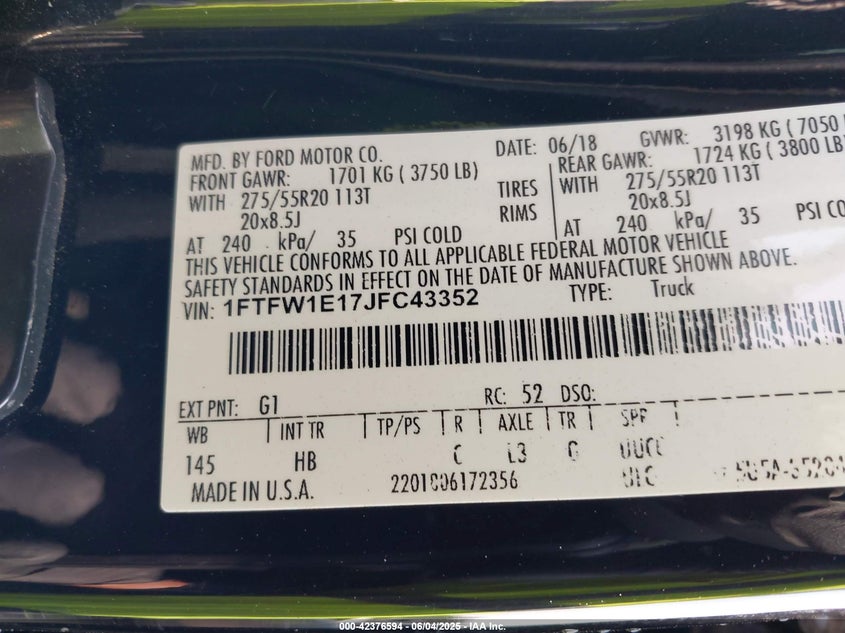 MFD. BY FORD MOTOR CO. DATE: 06/18 GVWR: 3198 KG ( 7050
FRONT GAWR: 1701 KG ( 3750 LB) REAR GAWR: 1724 KG ( 3800 LB)
WITH 275/55R20 113T TIRES WITH 275/55R20 113T
20x8.5J RIMS 20x8.5J
AT 240 kPa/ 35 PSI COLD AT 240 kPa/ 35 PSI CO
THIS VEHICLE CONFORMS TO ALL APPLICABLE FEDERAL MOTOR VEHICLE
SAFETY STANDARDS IN EFFECT ON THE DATE OF MANUFACTURE SHOWN ABOVE.
VIN: 1FTFW1E17JFC43352 TYPE: Truck
EXT PNT: G1 RC: 52 DSO:
WB INT TR TP/PS R AXLE TR SPR
145 HB C L3 G UUCC
MADE IN U.S.A. 2201806172356 ULC
000-42376594 - 06/04/2025 - IAA Inc.